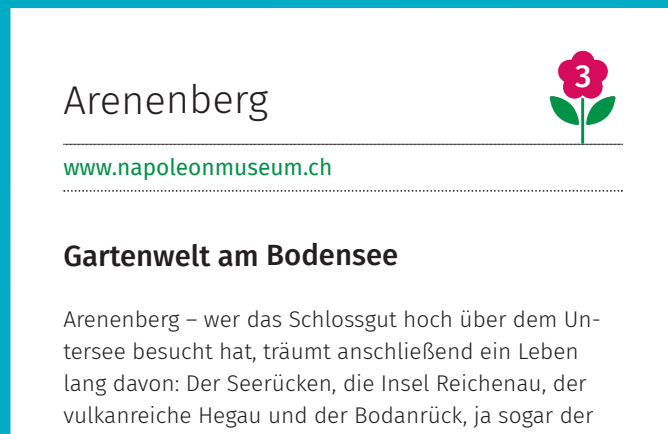 Arenenberg
3
www.napoleonmuseum.ch
Gartenwelt am Bodensee
Arenenberg – wer das Schlossgut hoch über dem Un-
tersee besucht hat, träumt anschließend ein Leben
lang davon: Der Seerücken, die Insel Reichenau, der
vulkanreiche Hegau und der Bodanrück, ja sogar der